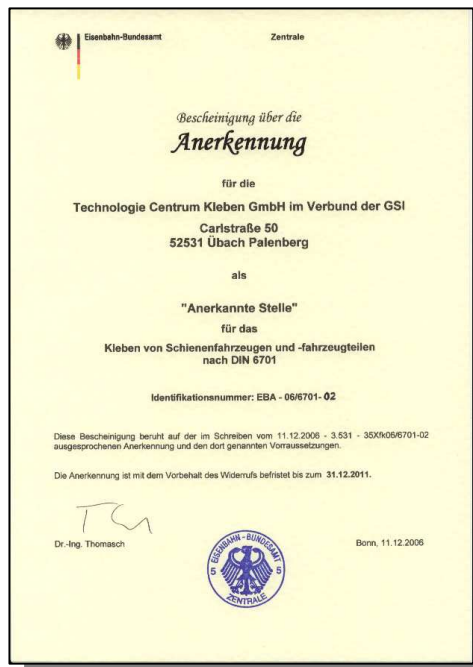 Eisenbahn-Bundesamt
Zentrale
Bescheinigung über die
Anerkennung
für die
Technologie Centrum Kleben GmbH im Verbund der GSI
Carlstraße 50
52531 Übach Palenberg
als
"Anerkannte Stelle"
für das
Kleben von Schienenfahrzeugen und -fahrzeugteilen
nach DIN 6701
Identifikationsnummer: EBA - 06/6701- 02
Diese Bescheinigung beruht auf der im Schreiben vom 11.12.2006 - 3.531 - 35Xfk06/6701-02
ausgesprochenen Anerkennung und den dort genannten Vorraussetzungen.
Die Anerkennung ist mit dem Vorbehalt des Widerrufs befristet bis zum 31.12.2011.
Dr.-Ing. Thomasch
Bonn, 11.12.2006
EISENBAHN-BUNDESAMT
5 5
ZENTRALE